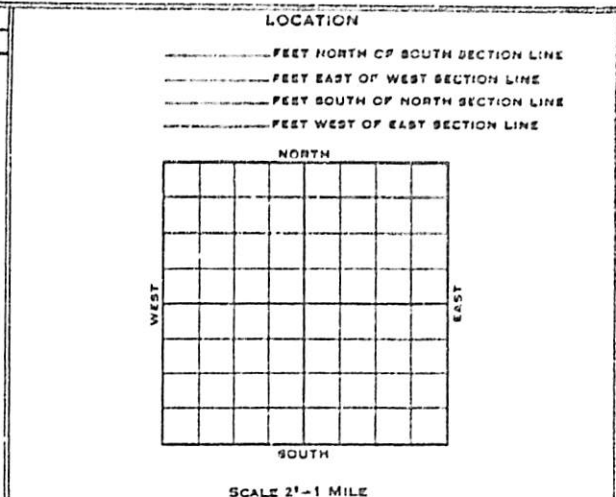 LOCATION
FEET NORTH OF SOUTH SECTION LINE
FEET EAST OF WEST SECTION LINE
FEET SOUTH OF NORTH SECTION LINE
FEET WEST OF EAST SECTION LINE
NORTH
WEST
EAST
SOUTH
SCALE 2"-1 MILE